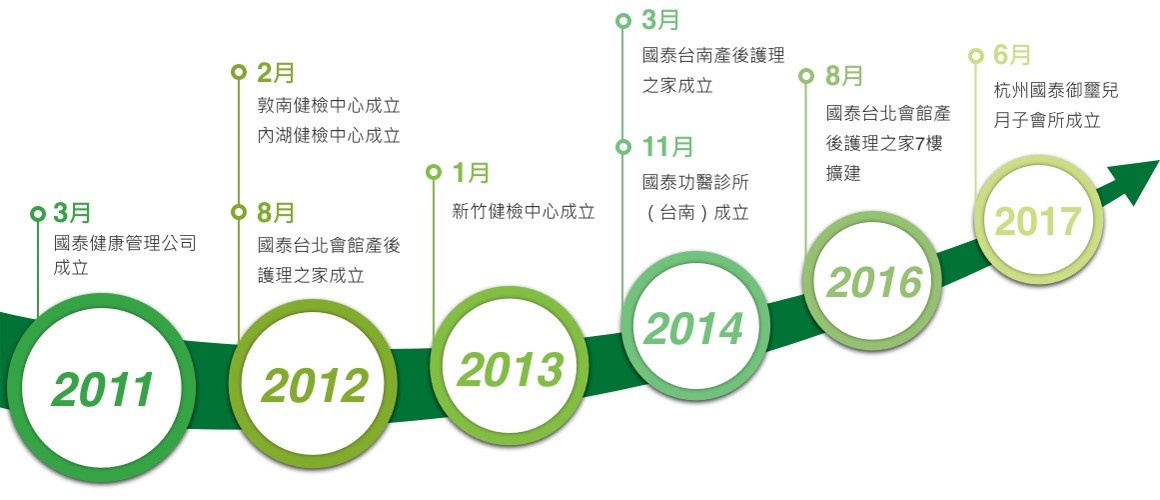 3月
國泰健康管理公司
成立
2011
2月
敦南健檢中心成立
內湖健檢中心成立
8月
國泰台北會館產後
護理之家成立
2012
1月
新竹健檢中心成立
2013
3月
國泰台南產後護理
之家成立
11月
國泰功醫診所
（台南）成立
2014
8月
國泰台北會館產
後護理之家7樓
擴建
2016
6月
杭州國泰御璽兒
月子會所成立
2017